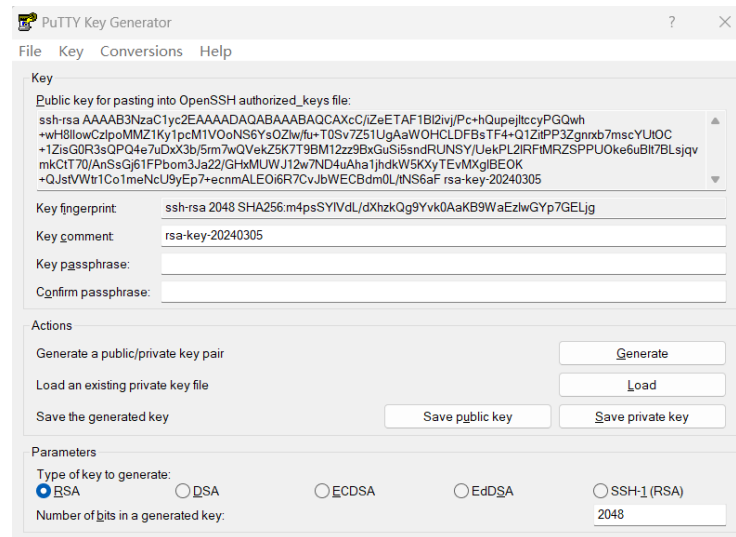 PuTTY Key Generator
File Key Conversions Help
Key
Public key for pasting into OpenSSH authorized_keys file:
ssh-rsa AAAAB3NzaC1yc2EAAAADAQABAAABAQCAXcC/iZeETAF1Bl2ivj/Pc+hQupejltccyPGQwh
+wH8IlowCzlpoMMZ1Ky1pcM1VOoNS6YsOZlw/fu+T0Sv7Z51UgAaWOHCLDFBsTF4+Q1ZitPP3Zgnrxb7mscYUtOC
+1ZisG0R3sQPQ4e7uDxX3b/5rm7wQVekZ5K7T9BM12zz9BxGuSi5sndRUNSY/UekPL2lRFtMRZSPPUOke6uBlt7BLsjqv
mkCtT70/AnSsGj61FPbom3Ja22/GHxMUWJ12w7ND4uAha1jhdkW5KXyTEvMXglBEOK
+QJstVWtr1Co1meNcU9yEp7+ecnmALEOi6R7CvJbWECBdm0L/tNS6aF rsa-key-20240305
Key fingerprint: ssh-rsa 2048 SHA256:m4psSYlVdL/dXhzkQg9Yvk0AaKB9WaEzlwGYp7GELjg
Key comment: rsa-key-20240305
Key passphrase:
Confirm passphrase:
Actions
Generate a public/private key pair Generate
Load an existing private key file Load
Save the generated key Save public key Save private key
Parameters
Type of key to generate:
RSA DSA ECDSA EdDSA SSH-1 (RSA)
Number of bits in a generated key: 2048